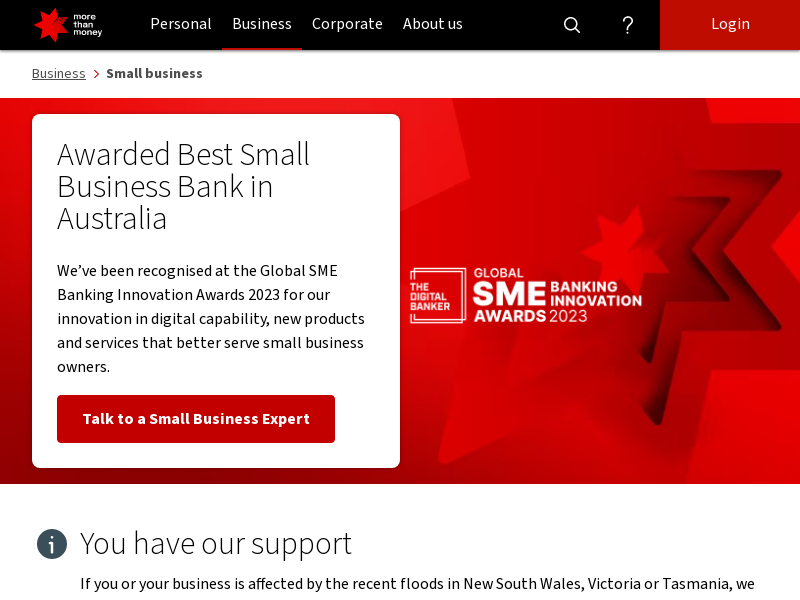 more
than
money
Personal
Business
Corporate
About us
?
Login
Business > Small business
Awarded Best Small
Business Bank in
Australia
We’ve been recognised at the Global SME
Banking Innovation Awards 2023 for our
innovation in digital capability, new products
and services that better serve small business
owners.
Talk to a Small Business Expert
THE
DIGITAL
BANKER
GLOBAL
SME BANKING
INNOVATION
AWARDS 2023
You have our support
If you or your business is affected by the recent floods in New South Wales, Victoria or Tasmania, we